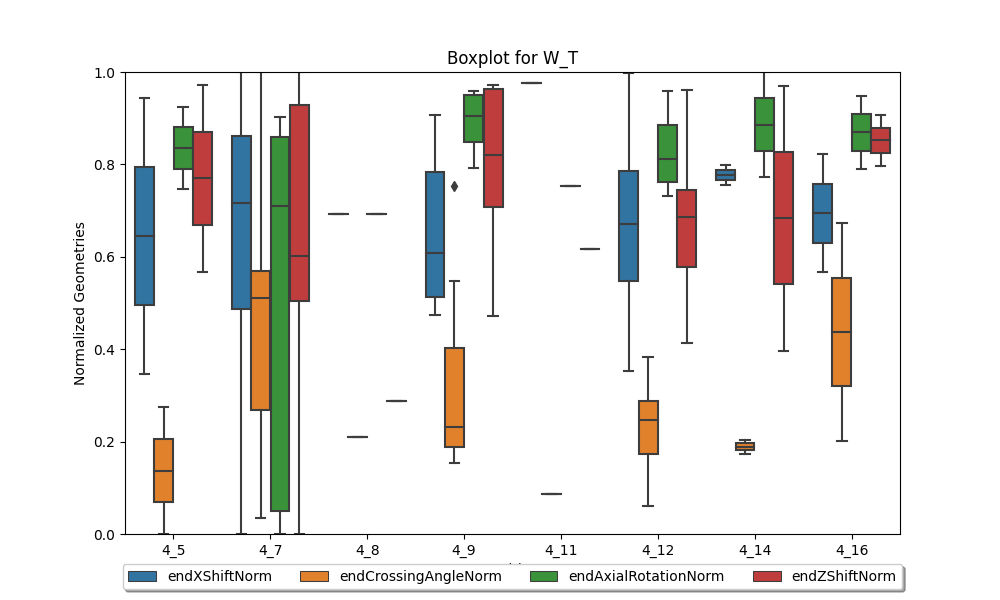 Boxplot for W_T
Normalized Geometries
1.0
0.8
0.6
0.4
0.2
0.0
4_5 4_7 4_8 4_9 4_11 4_12 4_14 4_16
endXShiftNorm endCrossingAngleNorm endAxialRotationNorm endZShiftNorm